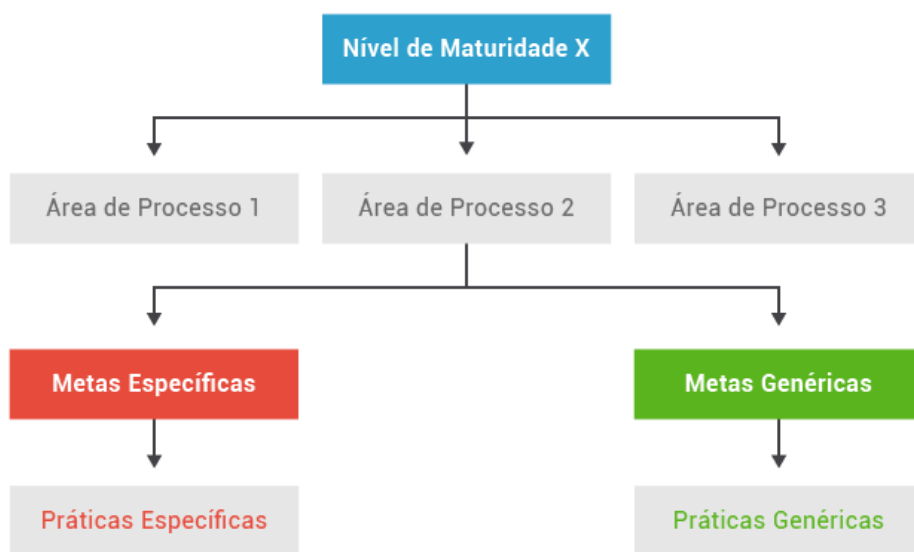 Nível de Maturidade X
Área de Processo 1
Área de Processo 2
Área de Processo 3
Metas Específicas
Metas Genéricas
Práticas Específicas
Práticas Genéricas